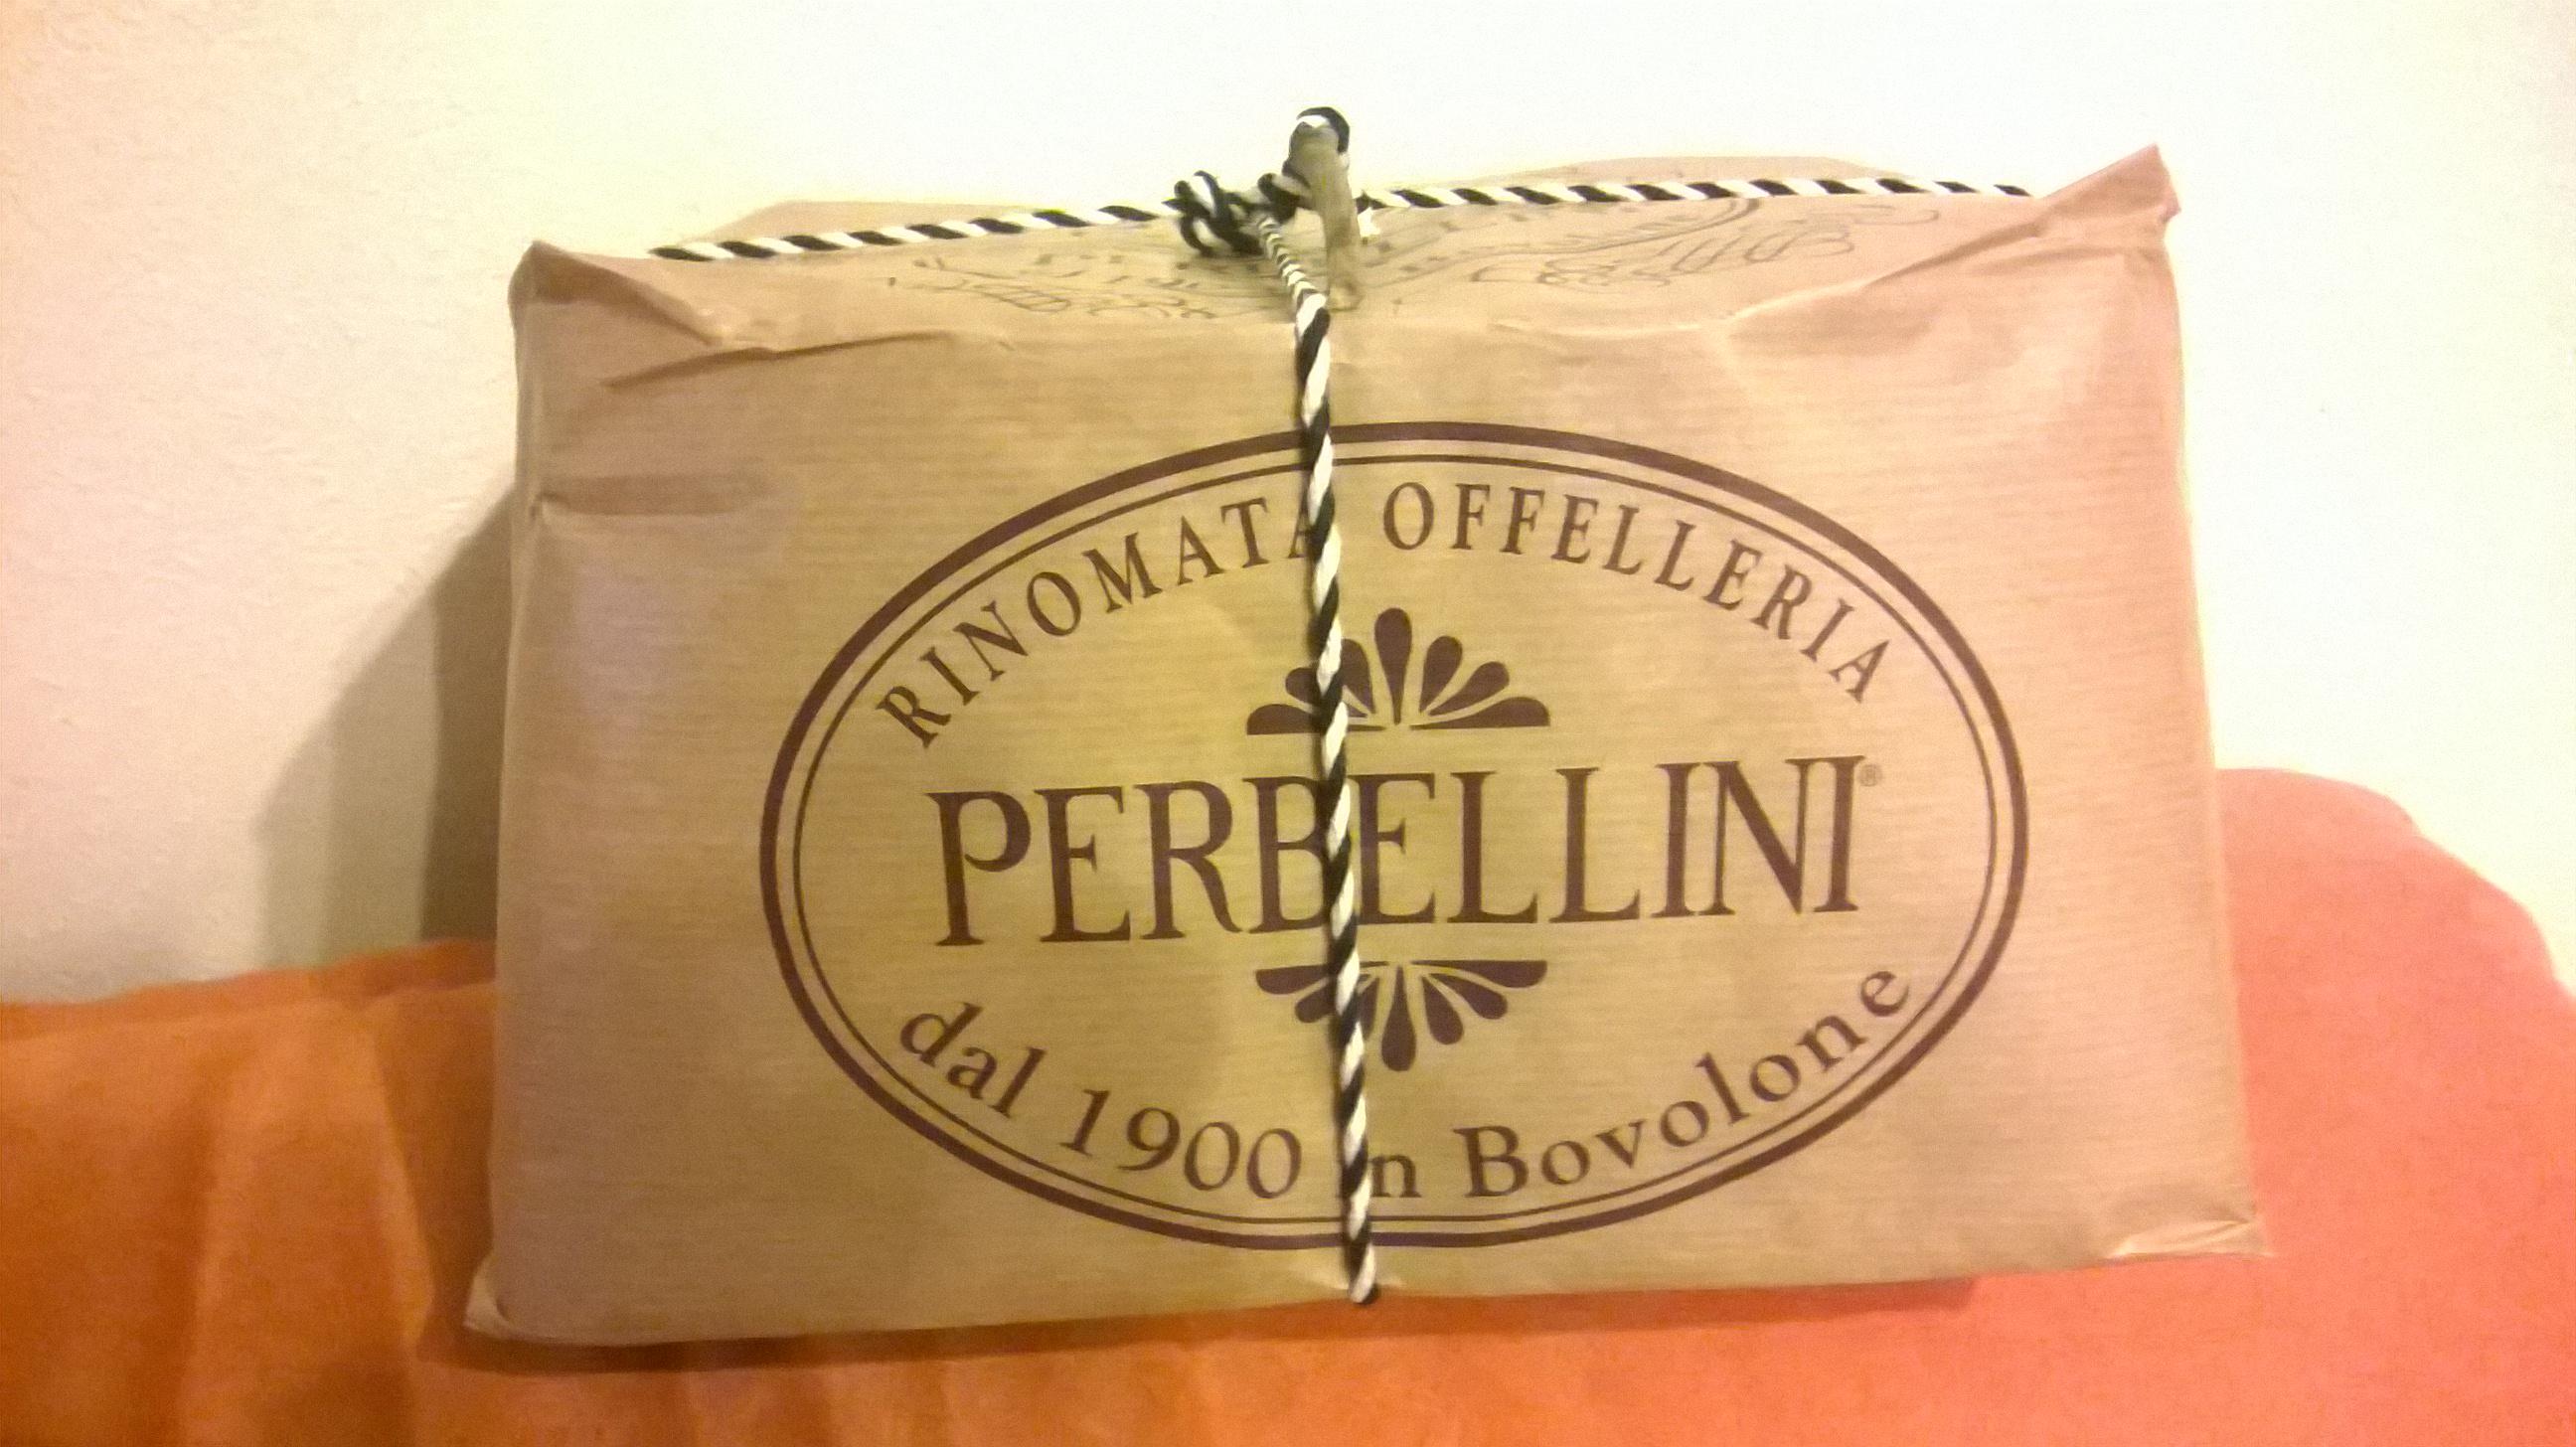 RINOMATA OFFELLERIA
PERBELLINI®
dal 1900 in Bovolone